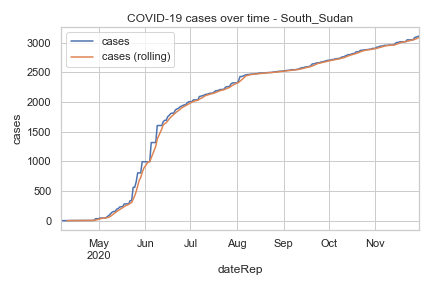 COVID-19 cases over time - South_Sudan
cases
cases (rolling)
3000
2500
2000
1500
1000
500
0
cases
May Jun Jul Aug Sep Oct Nov
2020
dateRep